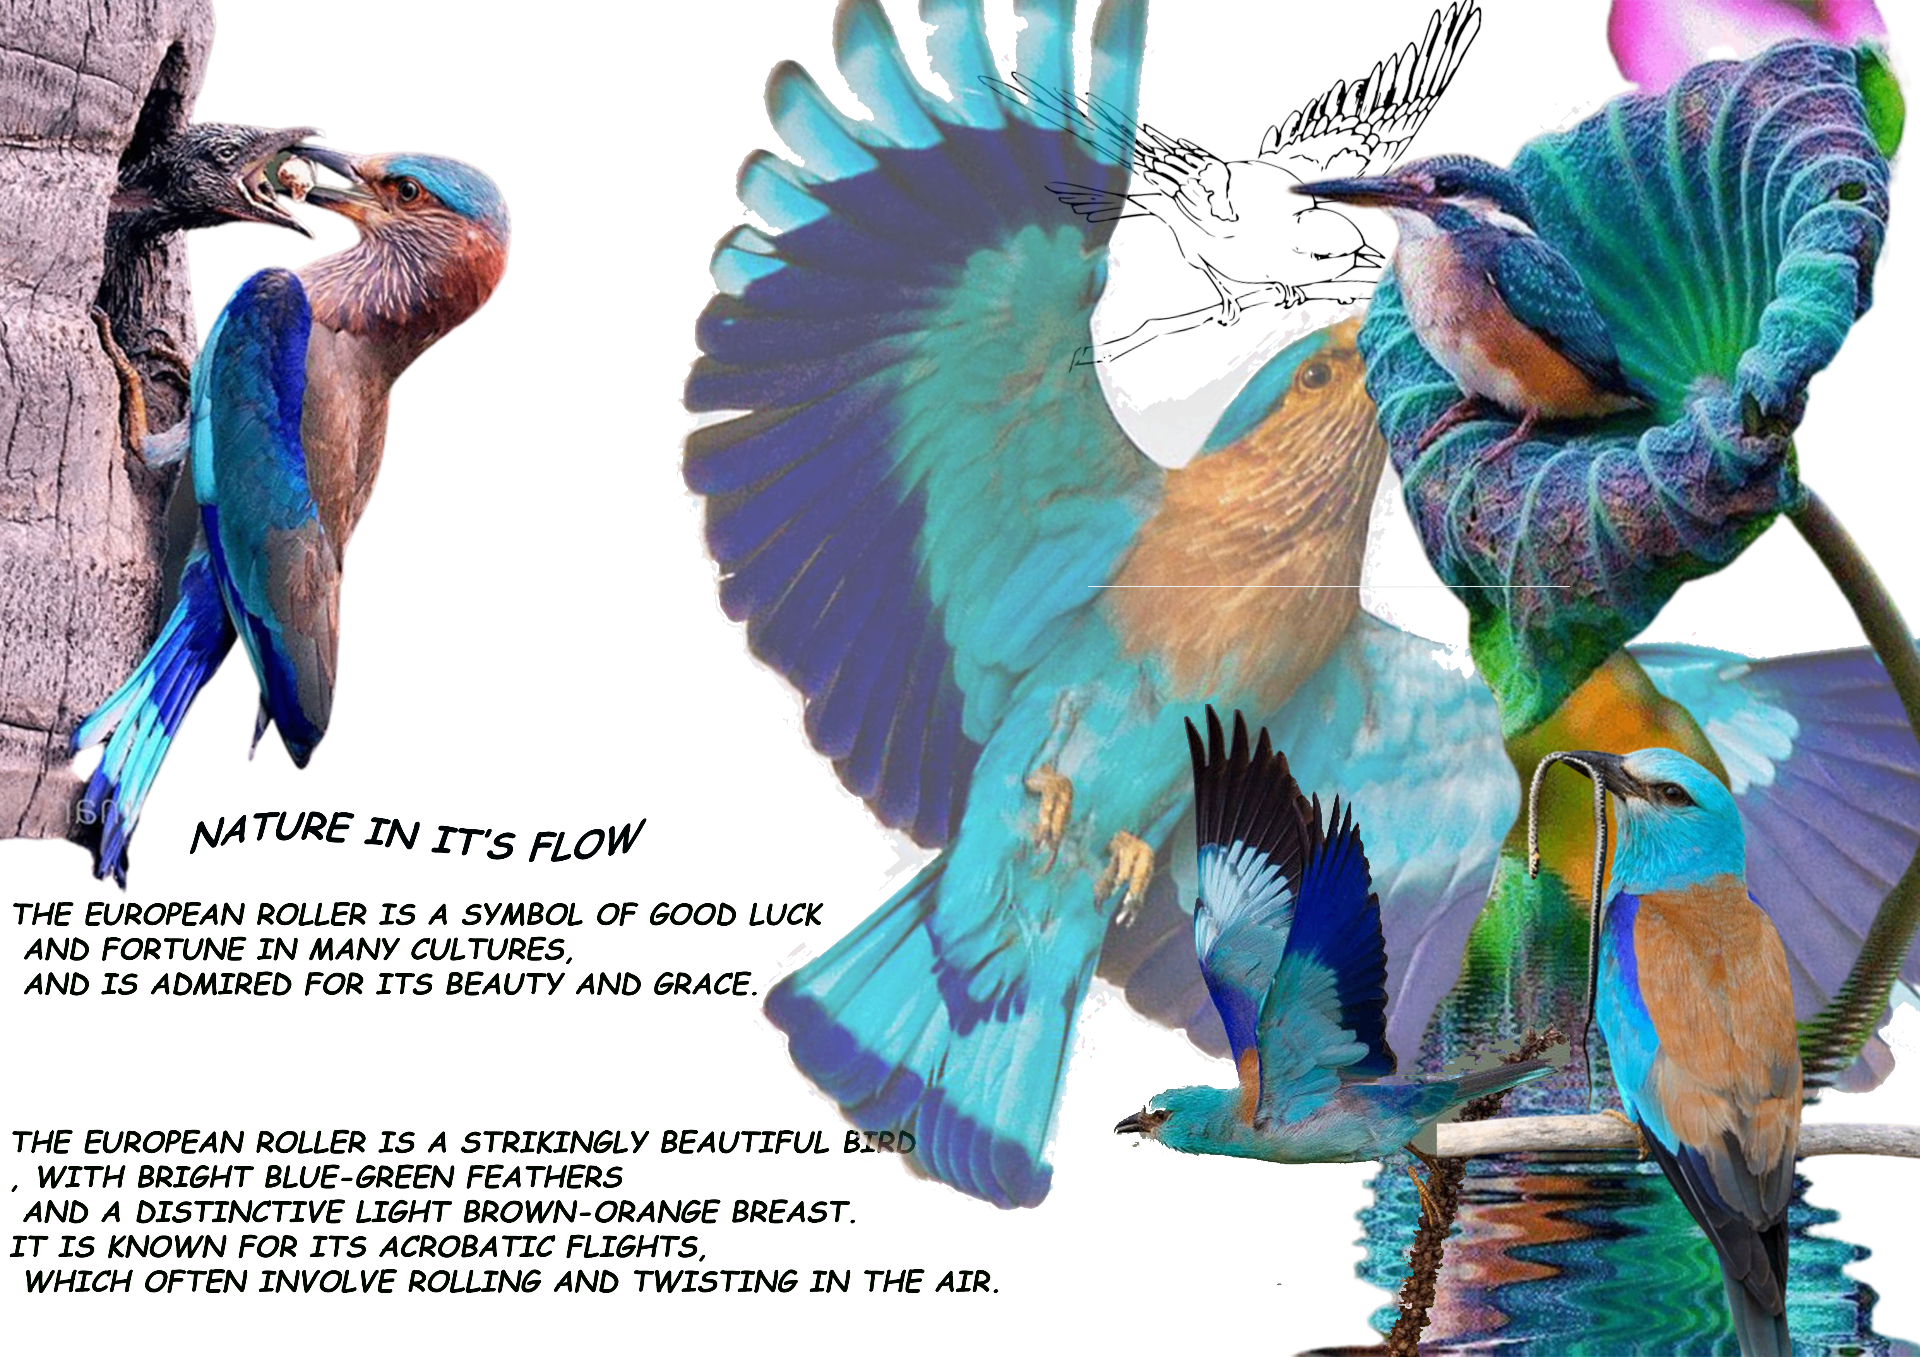 NATURE IN IT'S FLOW
THE EUROPEAN ROLLER IS A SYMBOL OF GOOD LUCK
AND FORTUNE IN MANY CULTURES,
AND IS ADMIRED FOR ITS BEAUTY AND GRACE.
THE EUROPEAN ROLLER IS A STRIKINGLY BEAUTIFUL BIRD
, WITH BRIGHT BLUE-GREEN FEATHERS
AND A DISTINCTIVE LIGHT BROWN-ORANGE BREAST.
IT IS KNOWN FOR ITS ACROBATIC FLIGHTS,
WHICH OFTEN INVOLVE ROLLING AND TWISTING IN THE AIR.